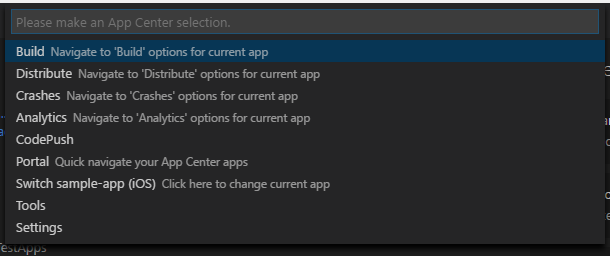 Please make an App Center selection.
Build Navigate to 'Build' options for current app
Distribute Navigate to 'Distribute' options for current app
Crashes Navigate to 'Crashes' options for current app
Analytics Navigate to 'Analytics' options for current app
CodePush
Portal Quick navigate your App Center apps
Switch sample-app (iOS) Click here to change current app
Tools
Settings
TestApps